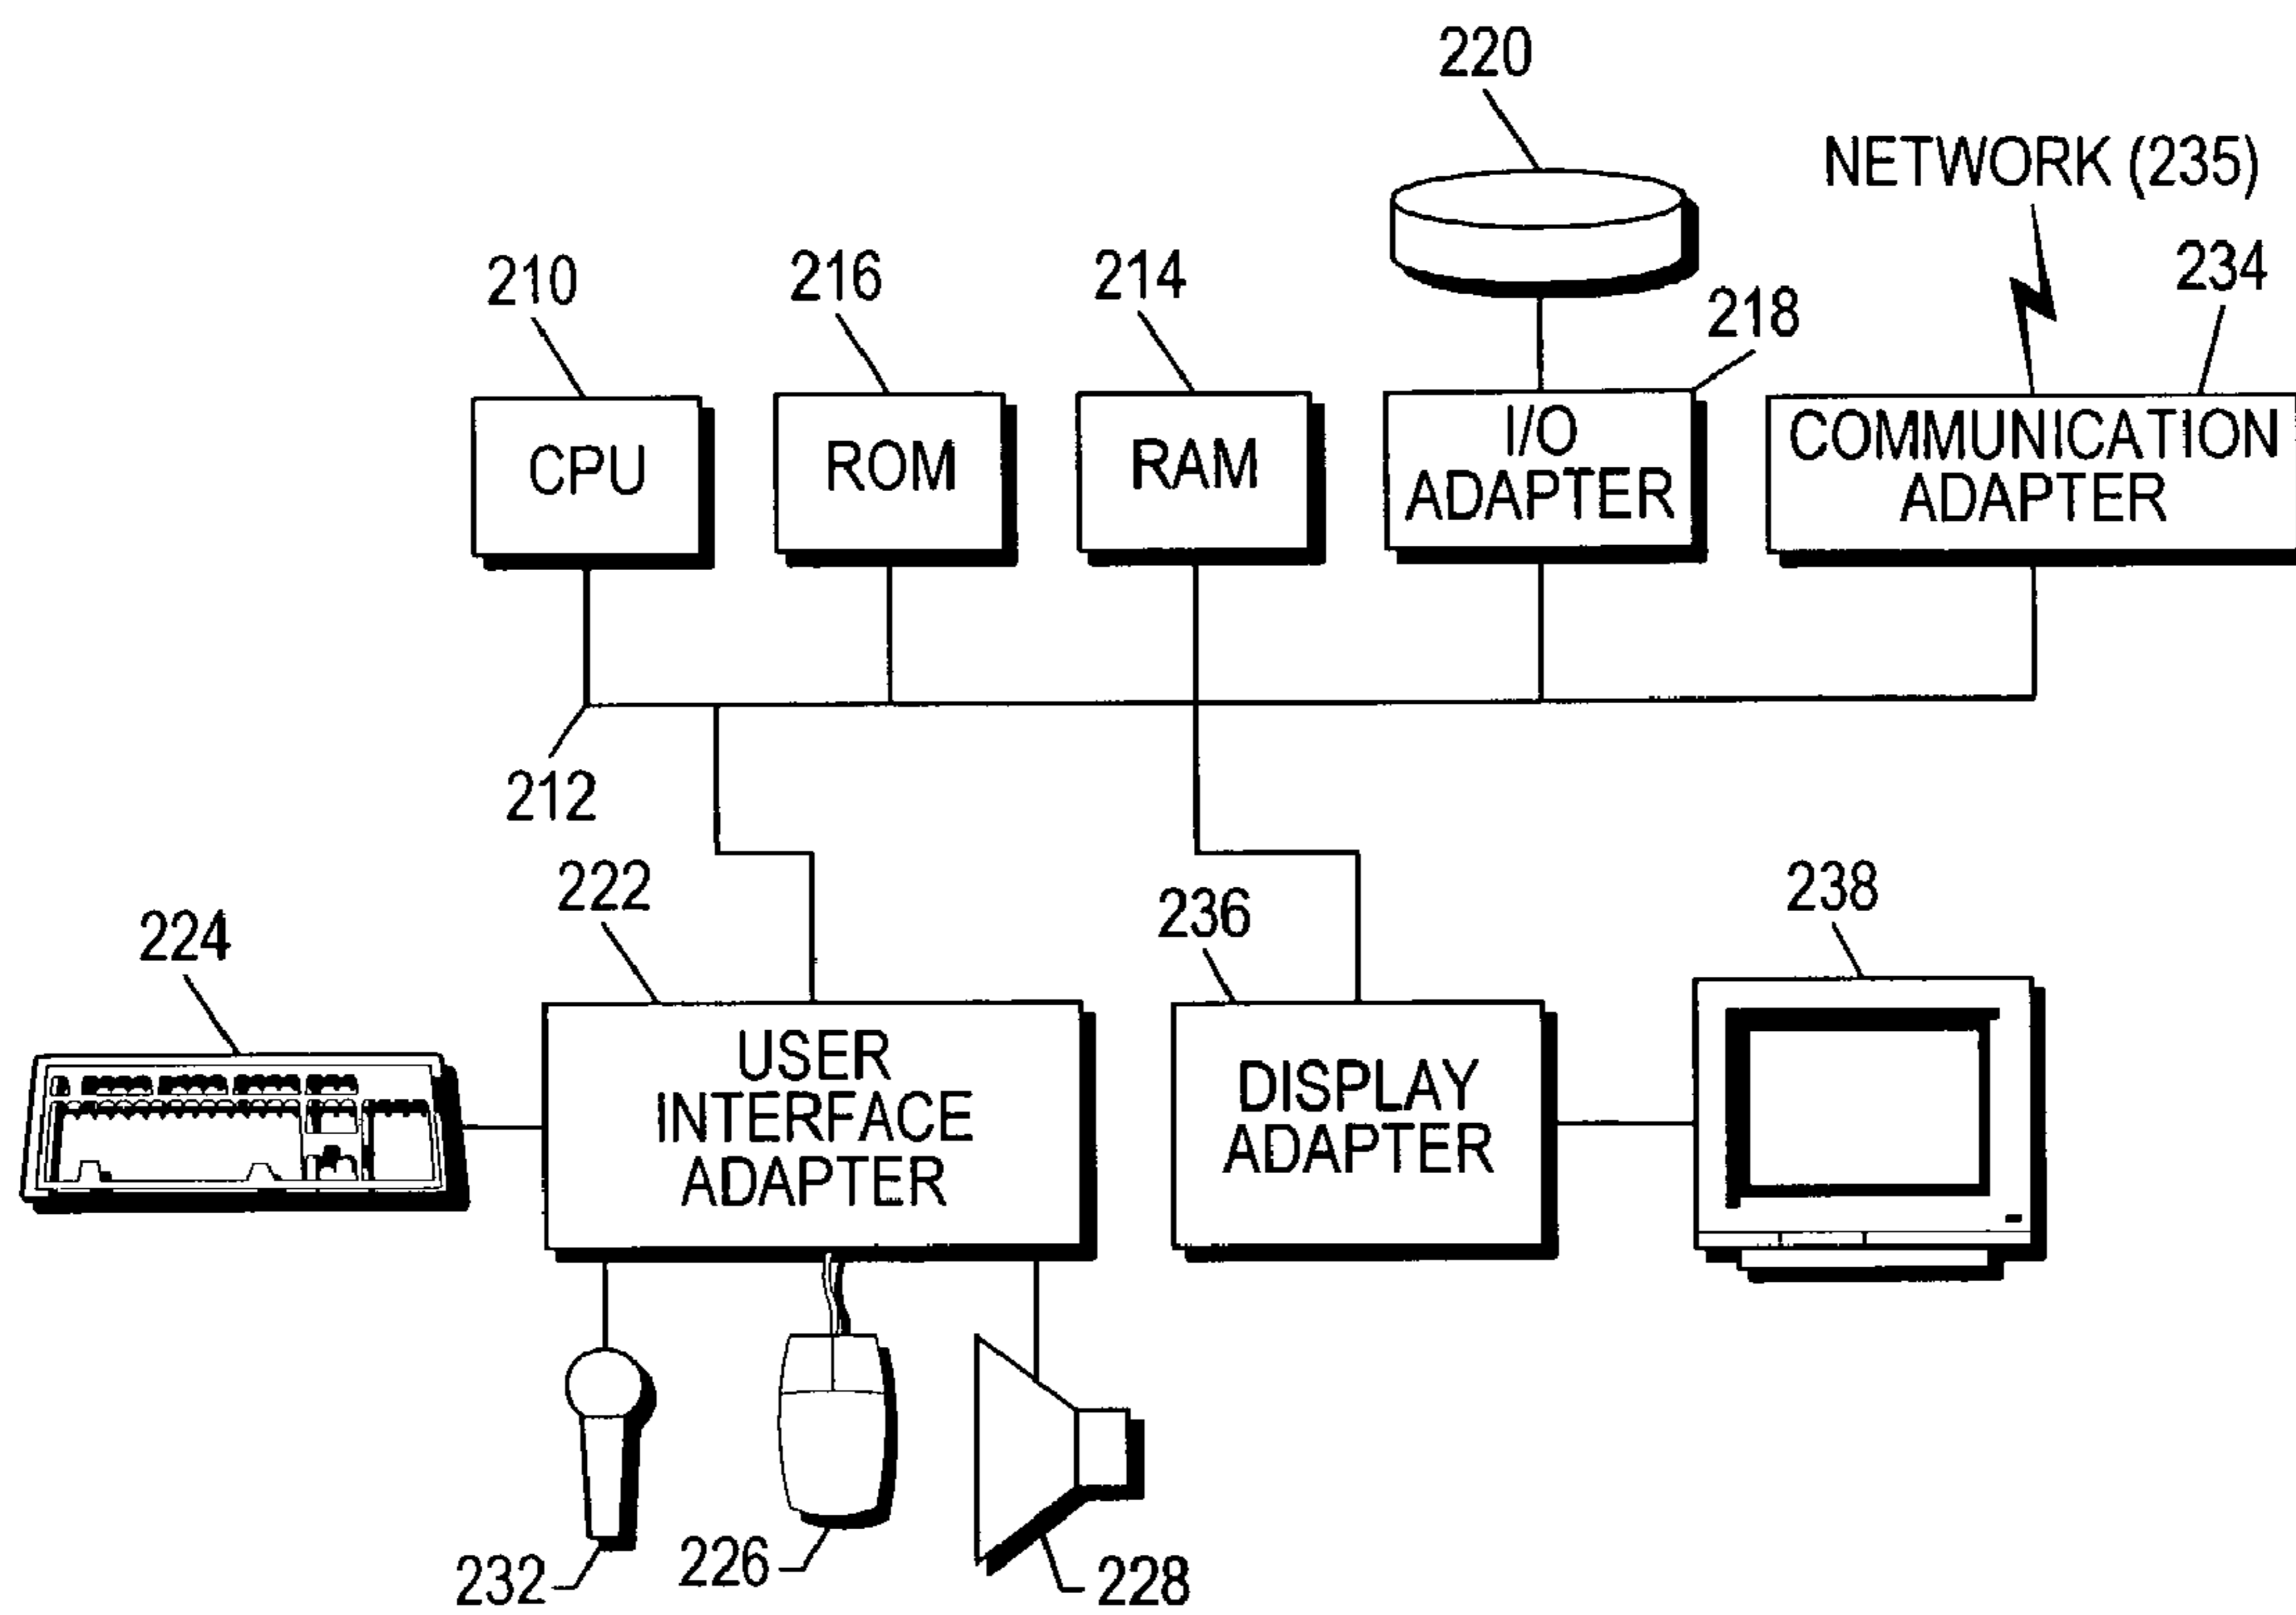 220
NETWORK (235)
210
216
214
218
234
CPU
ROM
RAM
I/O
ADAPTER
COMMUNICATION
ADAPTER
212
222
236
238
224
USER
INTERFACE
ADAPTER
DISPLAY
ADAPTER
232
226
228